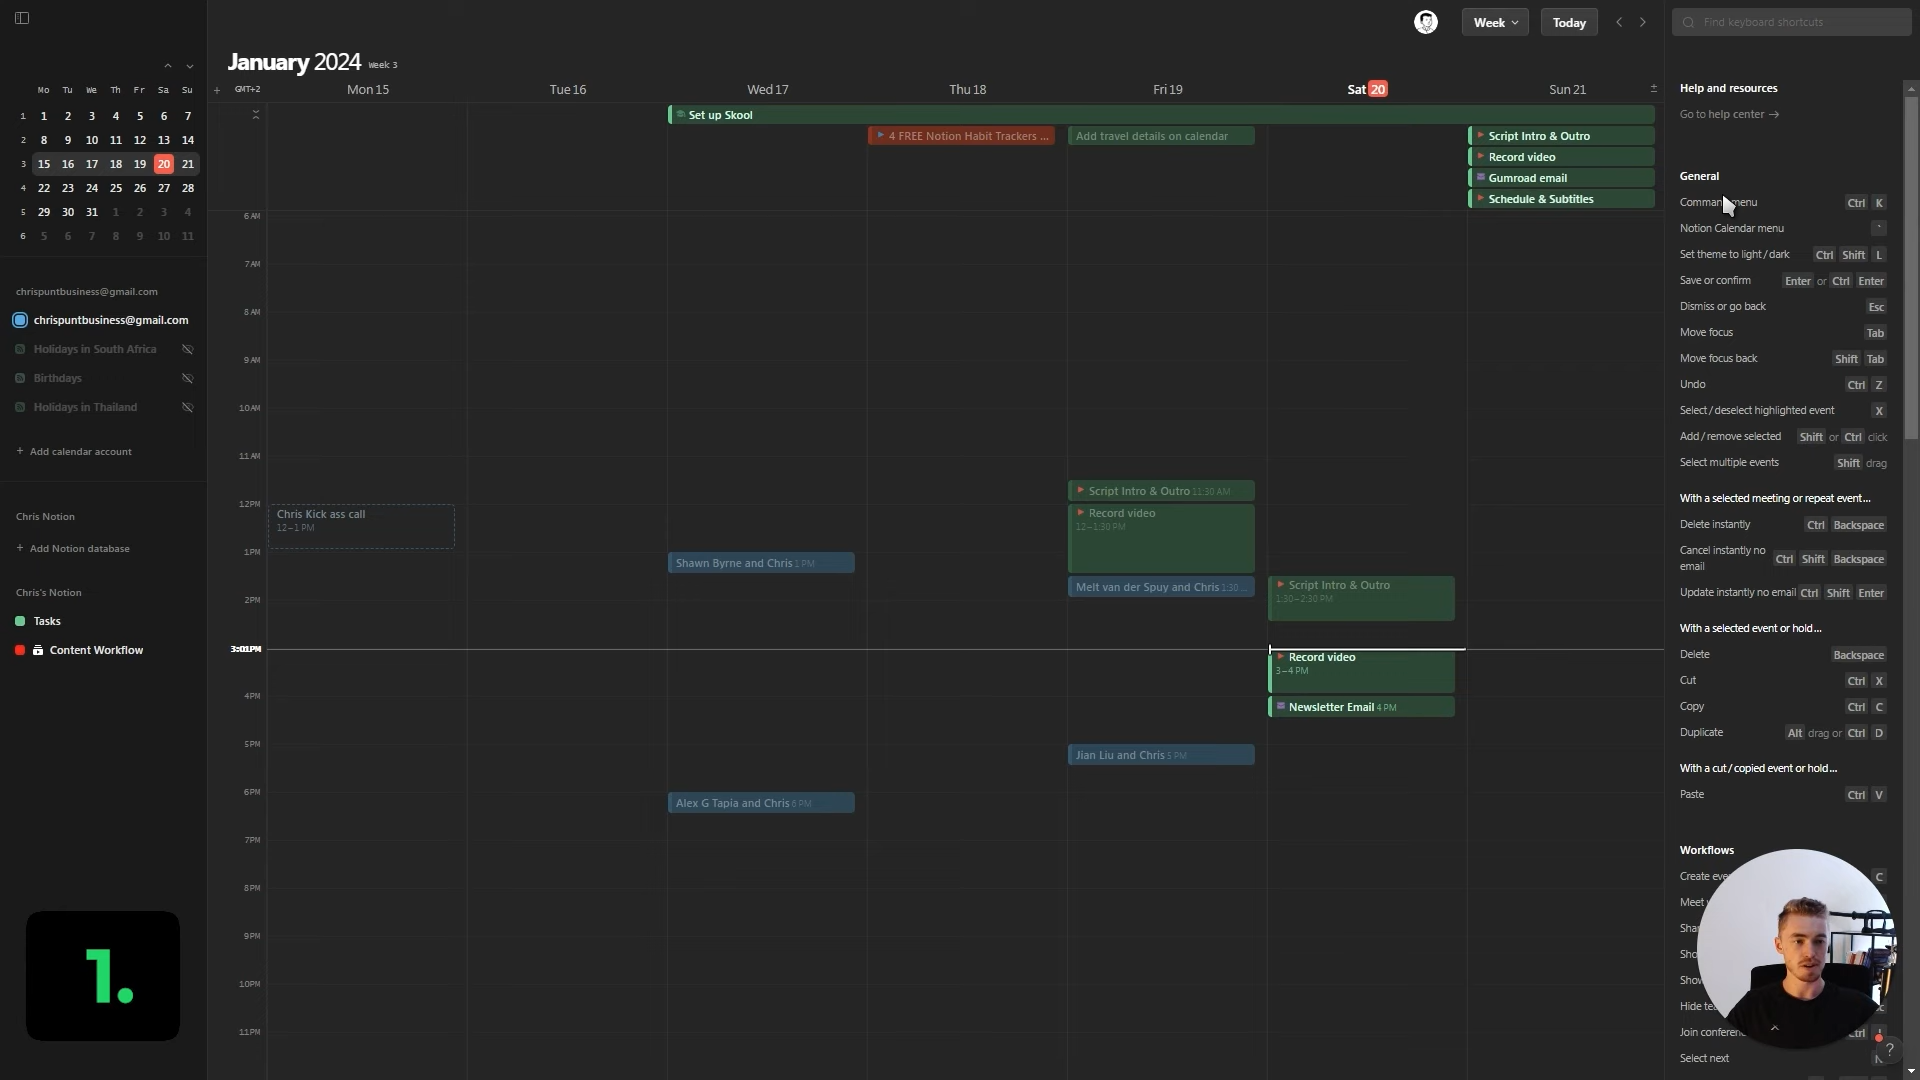 Week
Today
Find keyboard shortcuts
January 2024 Week 3
GMT+2
Mon 15
Tue 16
Wed 17
Thu 18
Fri 19
Sat 20
Sun 21
Mo Tu We Th Fr Sa Su
1 1 2 3 4 5 6 7
2 8 9 10 11 12 13 14
3 15 16 17 18 19 20 21
4 22 23 24 25 26 27 28
5 29 30 31 1 2 3 4
6 5 6 7 8 9 10 11
chrispuntbusiness@gmail.com
chrispuntbusiness@gmail.com
Holidays in South Africa
Birthdays
Holidays in Thailand
+ Add calendar account
Chris Notion
+ Add Notion database
Chris's Notion
Tasks
Content Workflow
1.
Set up Skool
4 FREE Notion Habit Trackers ...
Add travel details on calendar
Script Intro & Outro
Record video
Gumroad email
Schedule & Subtitles
6 AM
7 AM
8 AM
9 AM
10 AM
11 AM
12 PM
1 PM
2 PM
3:01 PM
4 PM
5 PM
6 PM
7 PM
8 PM
9 PM
10 PM
11 PM
Chris Kick ass call
12–1 PM
Shawn Byrne and Chris 1 PM
Alex G Tapia and Chris 6 PM
Script Intro & Outro 11:30 AM
Record video
12–1:30 PM
Melt van der Spuy and Chris 1:30 ...
Jian Liu and Chris 5 PM
Script Intro & Outro
1:30–2:30 PM
Record video
3–4 PM
Newsletter Email 4 PM
Help and resources
Go to help center →
General
Command menu Ctrl K
Notion Calendar menu `
Set theme to light / dark Ctrl Shift L
Save or confirm Enter or Ctrl Enter
Dismiss or go back Esc
Move focus Tab
Move focus back Shift Tab
Undo Ctrl Z
Select / deselect highlighted event X
Add / remove selected Shift or Ctrl click
Select multiple events Shift drag
With a selected meeting or repeat event...
Delete instantly Ctrl Backspace
Cancel instantly no
email Ctrl Shift Backspace
Update instantly no email Ctrl Shift Enter
With a selected event or hold...
Delete Backspace
Cut Ctrl X
Copy Ctrl C
Duplicate Alt drag or Ctrl D
With a cut / copied event or hold...
Paste Ctrl V
Workflows
Create eve C
Meet
Sha
Sho
Show
Hide te
Join conferen
Select next
?